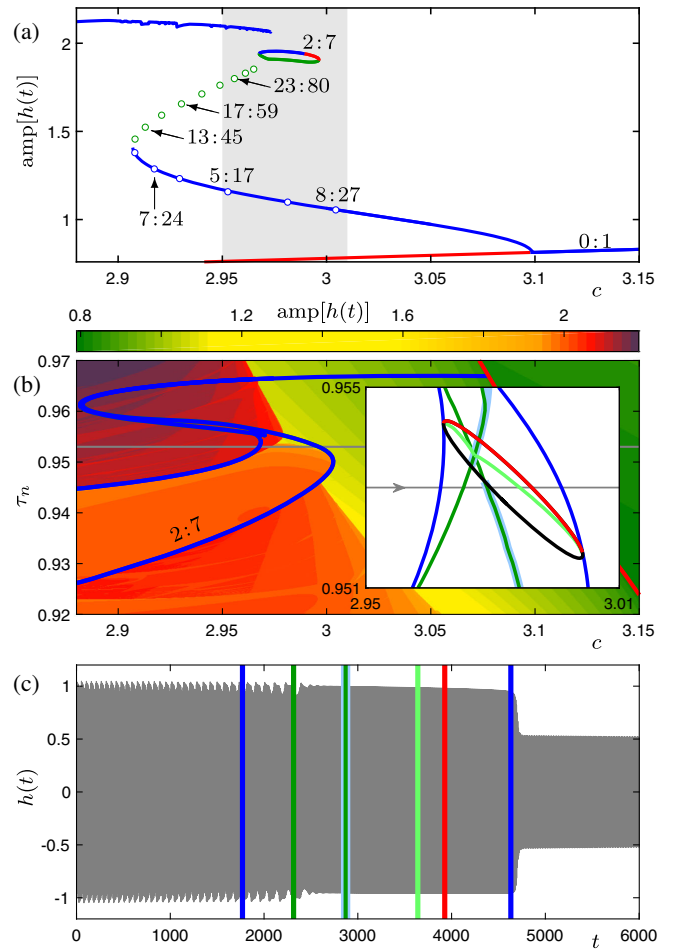 (a)
2
1.5
1
amp[h(t)]
2:7
23:80
17:59
13:45
5:17
8:27
7:24
0:1
2.9 2.95 3 3.05 3.1 c 3.15
0.8 1.2 amp[h(t)] 1.6 2
(b)
0.97
0.96
0.95
0.94
0.93
0.92
τn
2:7
0.955
0.951
2.95 3.01
2.9 2.95 3 3.05 c 3.15
(c)
1
0.5
0
-0.5
-1
h(t)
0 1000 2000 3000 4000 5000 t 6000